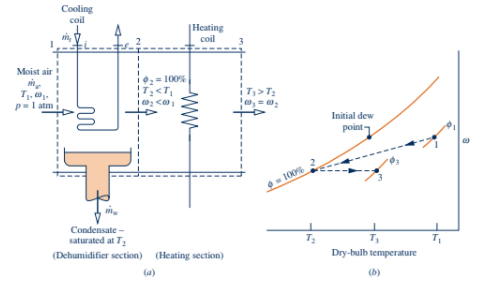 Cooling
coil
Heating
coil
1
ṁᵣ
i
e
2
3
Moist air
ṁₐ,
T₁, ω₁,
p = 1 atm
ϕ₂ = 100%
T₂ < T₁
ω₂ < ω₁
T₃ > T₂
ω₃ = ω₂
ṁw
Condensate –
saturated at T₂
(Dehumidifier section)
(Heating section)
(a)
Initial dew
point
ϕ₁
1
ω
ϕ = 100%
2
ϕ₃
3
T₂
T₃
T₁
Dry-bulb temperature
(b)